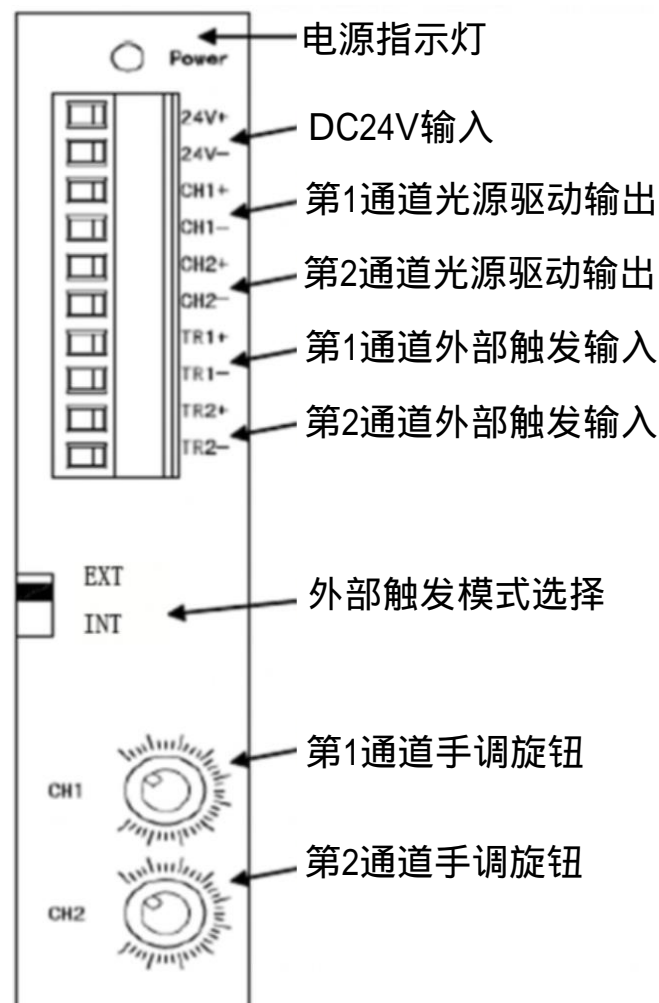 电源指示灯
Power
24V+
DC24V输入
24V-
CH1+
第1通道光源驱动输出
CH1-
CH2+
第2通道光源驱动输出
CH2-
TR1+
第1通道外部触发输入
TR1-
TR2+
第2通道外部触发输入
TR2-
EXT
外部触发模式选择
INT
第1通道手调旋钮
CH1
第2通道手调旋钮
CH2